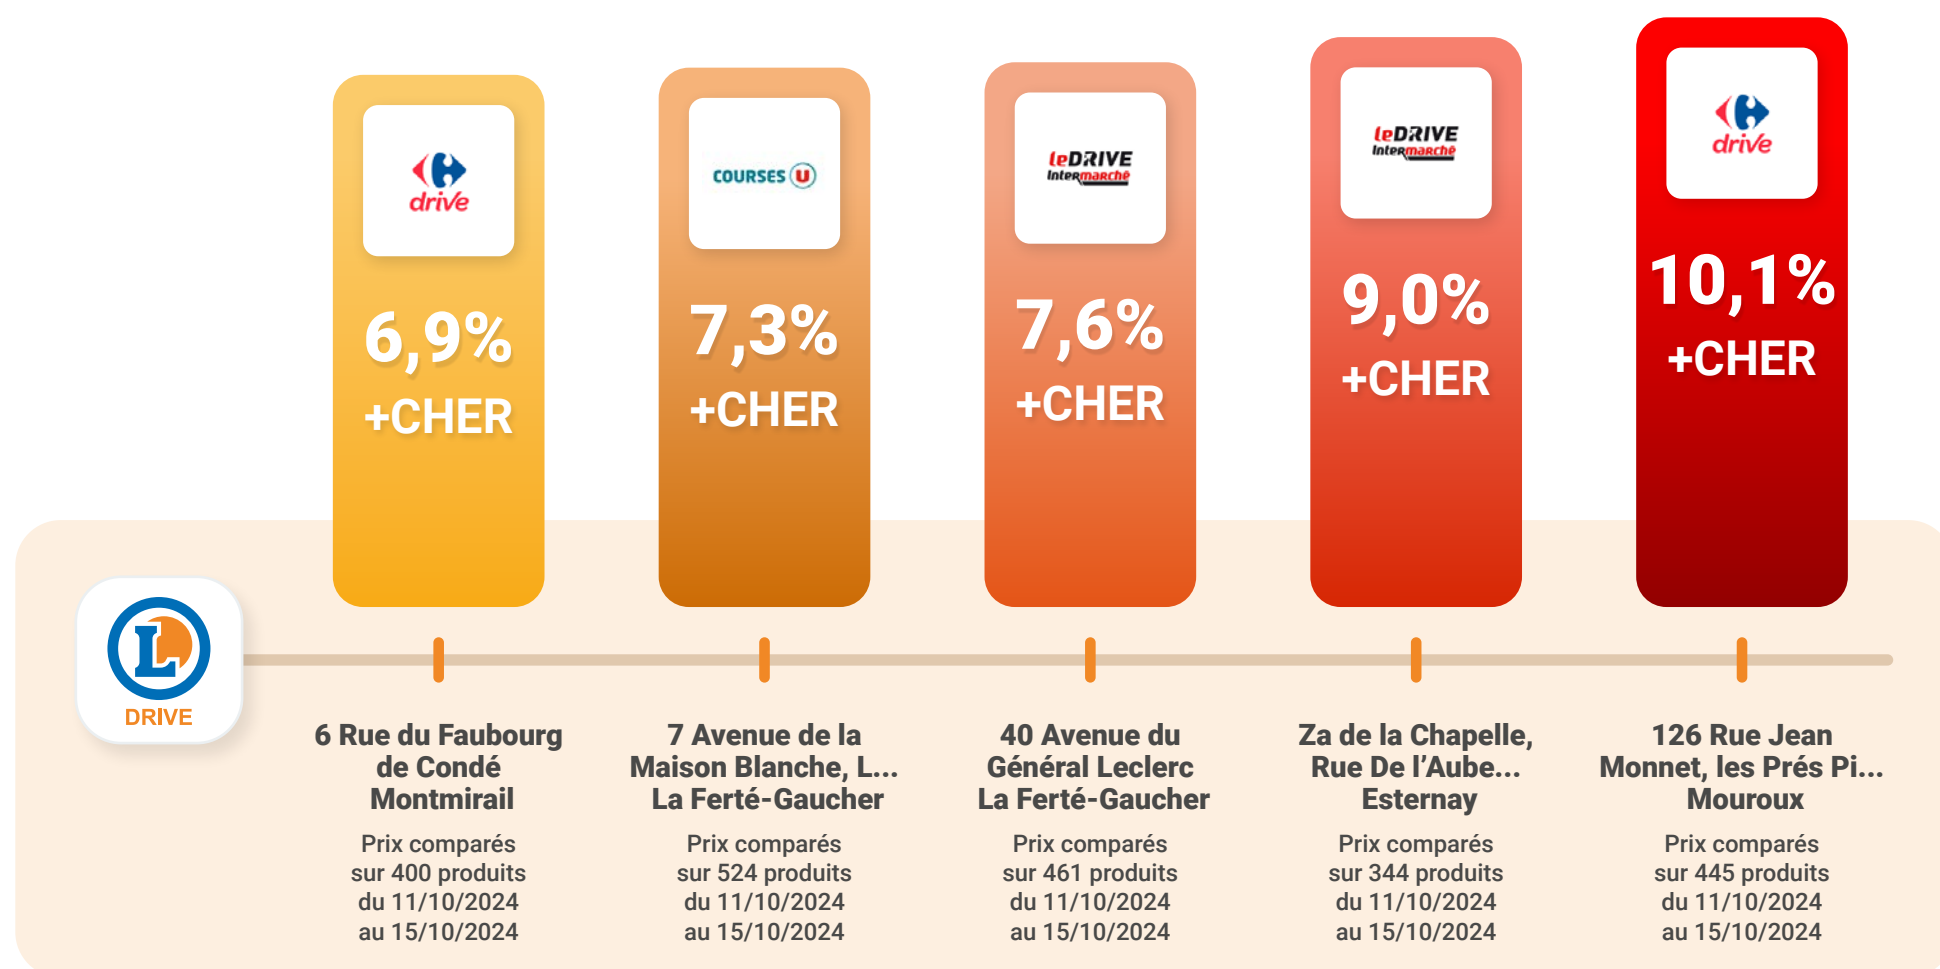 drive
6,9%
+CHER
COURSES U
7,3%
+CHER
leDRIVE
Intermarché
7,6%
+CHER
leDRIVE
Intermarché
9,0%
+CHER
drive
10,1%
+CHER
L
DRIVE
6 Rue du Faubourg
de Condé
Montmirail
Prix comparés
sur 400 produits
du 11/10/2024
au 15/10/2024
7 Avenue de la
Maison Blanche, L...
La Ferté-Gaucher
Prix comparés
sur 524 produits
du 11/10/2024
au 15/10/2024
40 Avenue du
Général Leclerc
La Ferté-Gaucher
Prix comparés
sur 461 produits
du 11/10/2024
au 15/10/2024
Za de la Chapelle,
Rue De l’Aube...
Esternay
Prix comparés
sur 344 produits
du 11/10/2024
au 15/10/2024
126 Rue Jean
Monnet, les Prés Pi...
Mouroux
Prix comparés
sur 445 produits
du 11/10/2024
au 15/10/2024